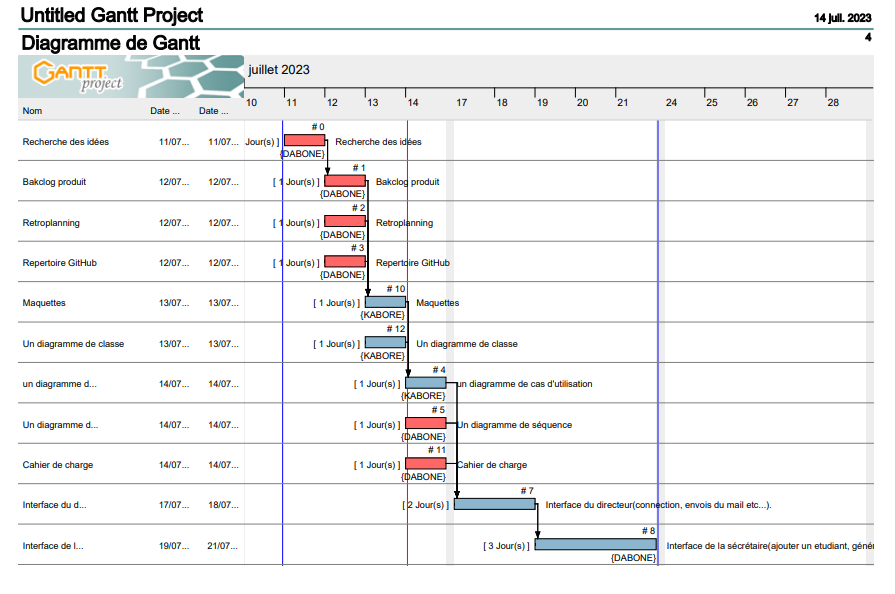 Untitled Gantt Project
14 juil. 2023
Diagramme de Gantt
4
GANTT project
juillet 2023
Nom Date ... Date ... 10 11 12 13 14 17 18 19 20 21 24 25 26 27 28
# 0
Recherche des idées 11/07... 11/07... Jour(s) ] Recherche des idées
{DABONE}
# 1
Bakclog produit 12/07... 12/07... [ 1 Jour(s) ] Bakclog produit
{DABONE}
# 2
Retroplanning 12/07... 12/07... [ 1 Jour(s) ] Retroplanning
{DABONE}
# 3
Repertoire GitHub 12/07... 12/07... [ 1 Jour(s) ] Repertoire GitHub
{DABONE}
# 10
Maquettes 13/07... 13/07... [ 1 Jour(s) ] Maquettes
{KABORE}
# 12
Un diagramme de classe 13/07... 13/07... [ 1 Jour(s) ] Un diagramme de classe
{KABORE}
# 4
un diagramme d... 14/07... 14/07... [ 1 Jour(s) ] un diagramme de cas d'utilisation
{KABORE}
# 5
Un diagramme d... 14/07... 14/07... [ 1 Jour(s) ] Un diagramme de séquence
{DABONE}
# 11
Cahier de charge 14/07... 14/07... [ 1 Jour(s) ] Cahier de charge
{DABONE}
# 7
Interface du d... 17/07... 18/07... [ 2 Jour(s) ] Interface du directeur(connection, envois du mail etc...).
# 8
Interface de l... 19/07... 21/07... [ 3 Jour(s) ] Interface de la sécrétaire(ajouter un etudiant, génér
{DABONE}